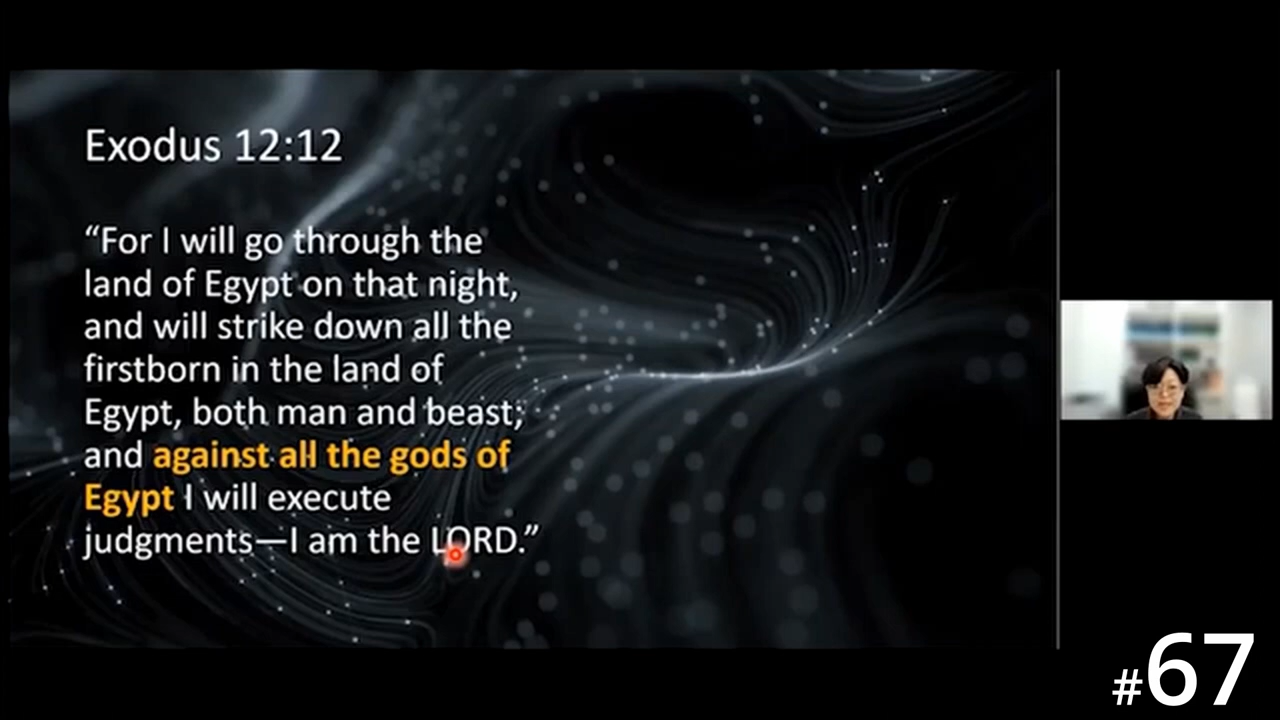 Exodus 12:12
“For I will go through the
land of Egypt on that night,
and will strike down all the
firstborn in the land of
Egypt, both man and beast;
and against all the gods of
Egypt I will execute
judgments—I am the LORD.”
#67